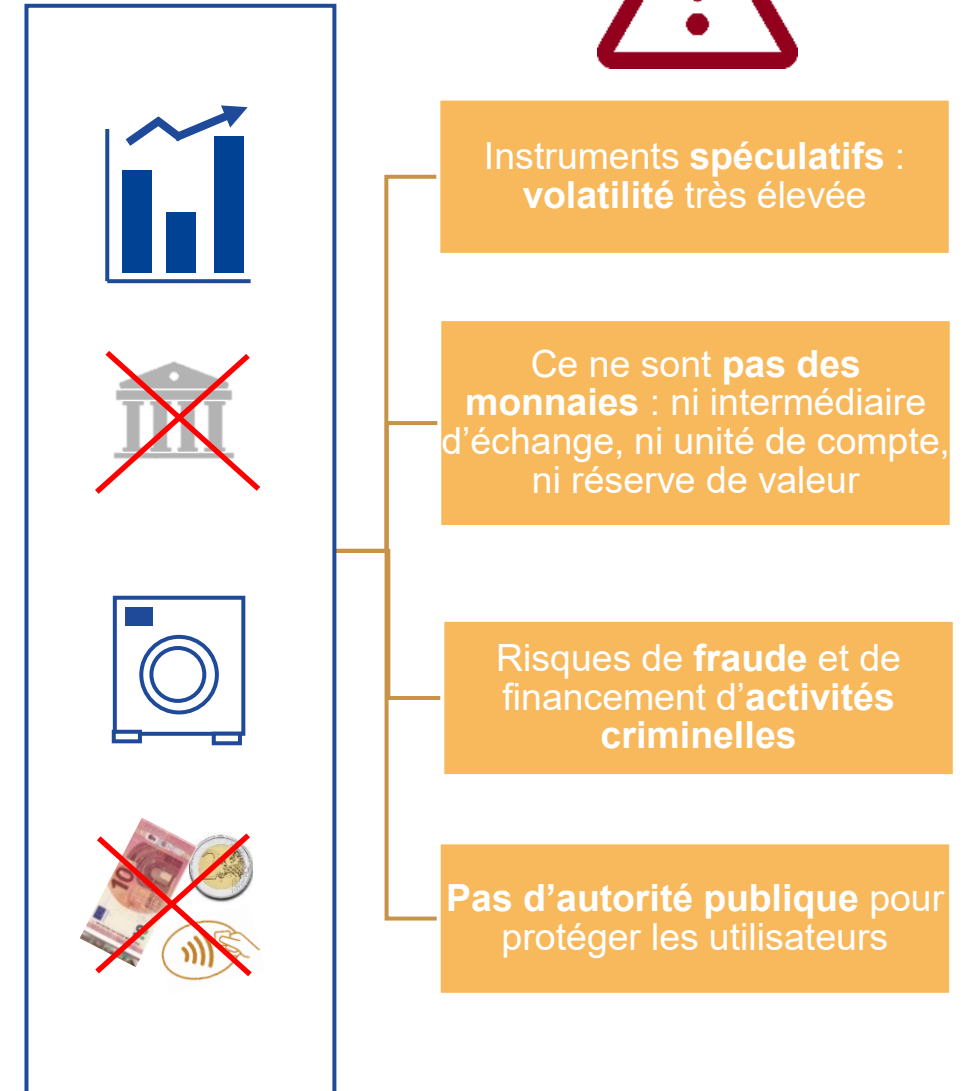 Instruments spéculatifs :
volatilité très élevée
Ce ne sont pas des
monnaies : ni intermédiaire
d’échange, ni unité de compte,
ni réserve de valeur
Risques de fraude et de
financement d’activités
criminelles
Pas d’autorité publique pour
protéger les utilisateurs
10